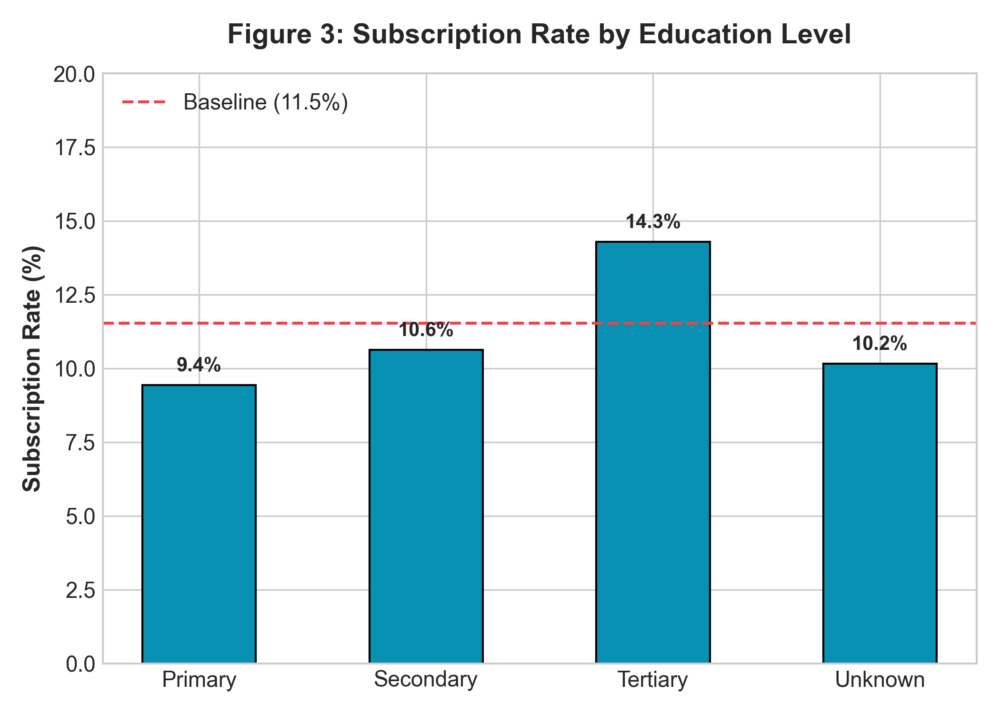 Figure 3: Subscription Rate by Education Level
Baseline (11.5%)
Subscription Rate (%)
20.0
17.5
15.0
12.5
10.0
7.5
5.0
2.5
0.0
9.4%
10.6%
14.3%
10.2%
Primary
Secondary
Tertiary
Unknown